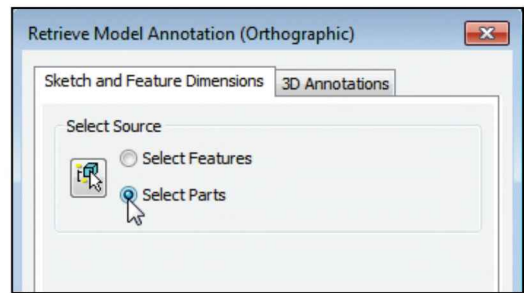 Retrieve Model Annotation (Orthographic)
Sketch and Feature Dimensions
3D Annotations
Select Source
Select Features
Select Parts